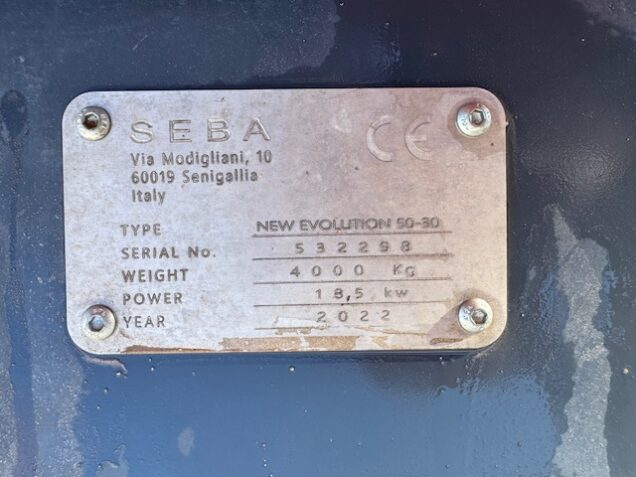 SEBA
CE
Via Modigliani, 10
60019 Senigallia
Italy
TYPE NEW EVOLUTION 50-30
SERIAL No. 532298
WEIGHT 4000 Kg
POWER 18,5 kw
YEAR 2022